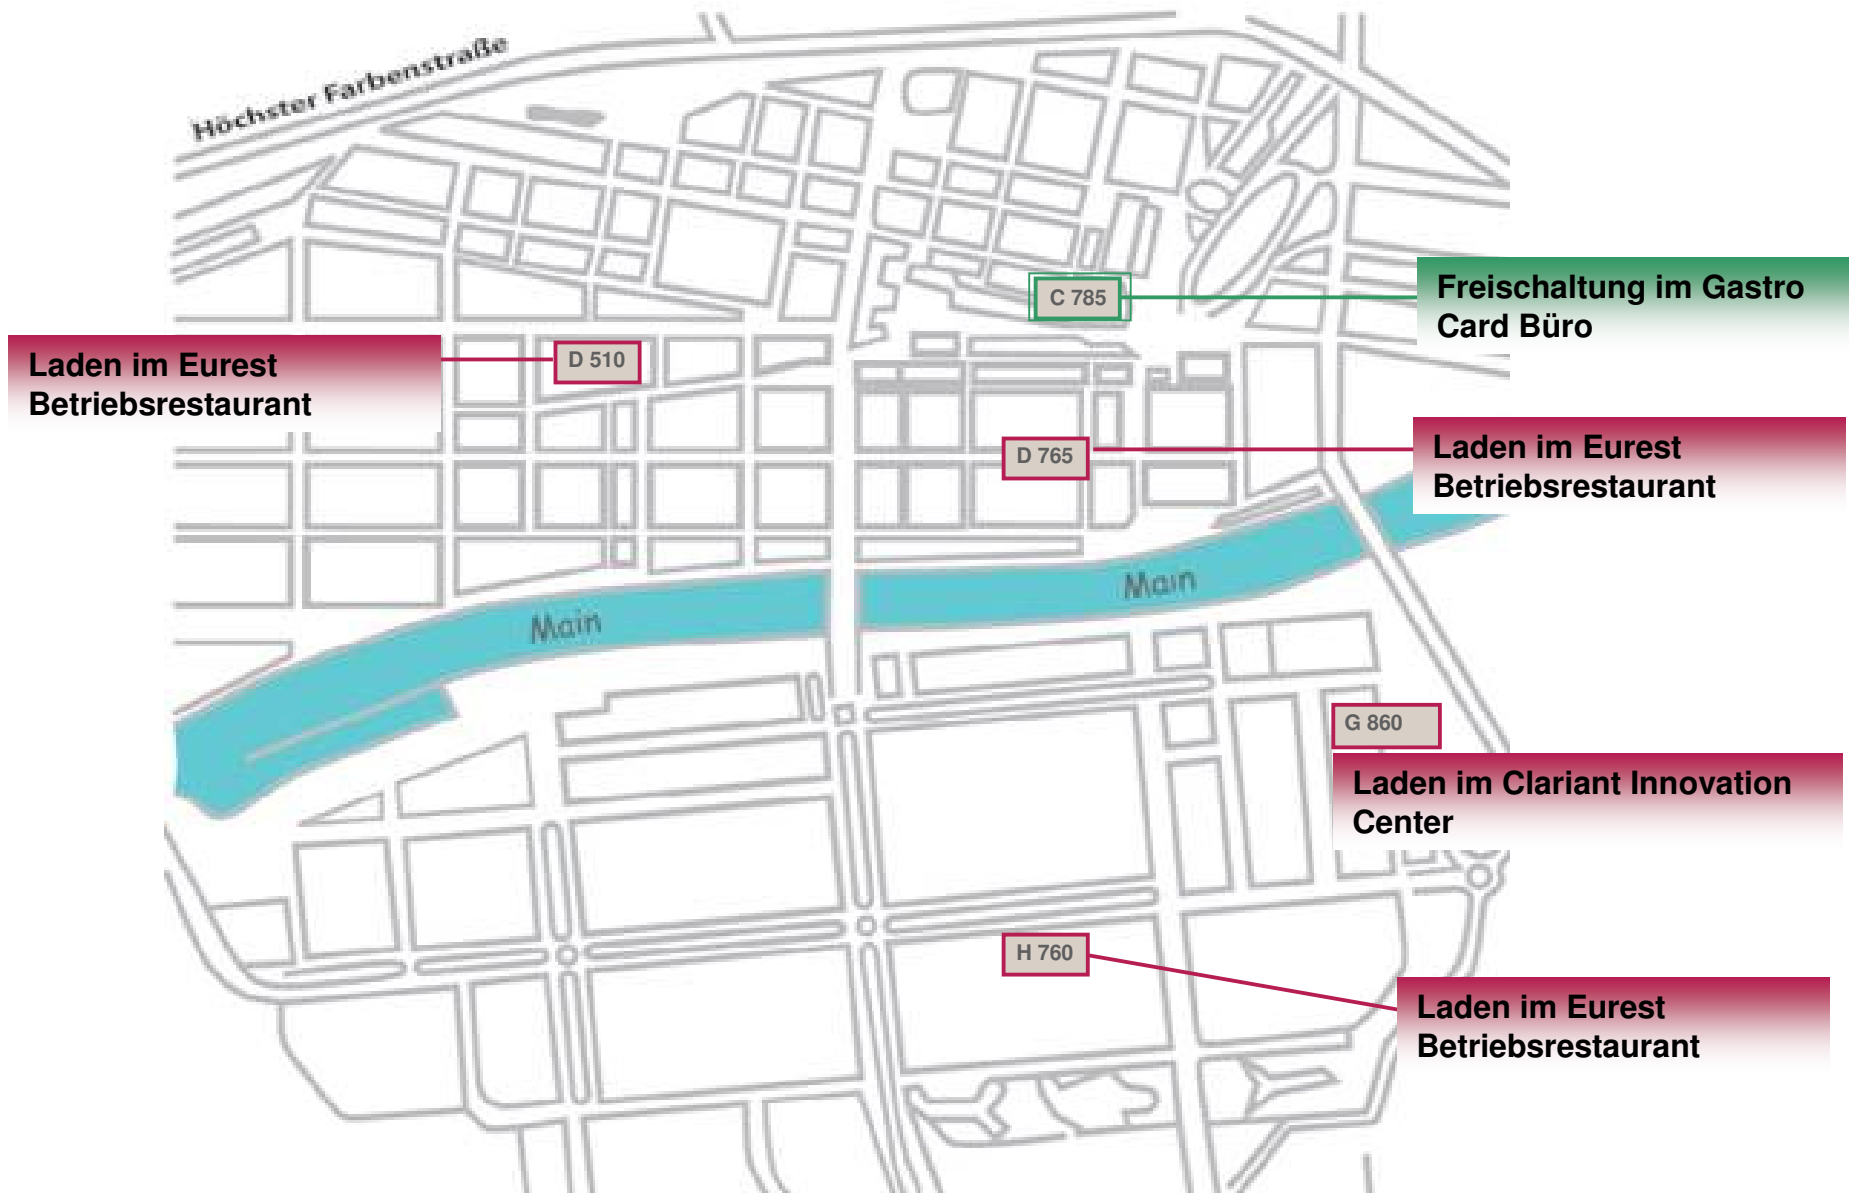 Höchster Farbenstraße
C 785
Freischaltung im Gastro
Card Büro
Laden im Eurest
Betriebsrestaurant
D 510
D 765
Laden im Eurest
Betriebsrestaurant
Main
Main
G 860
Laden im Clariant Innovation
Center
H 760
Laden im Eurest
Betriebsrestaurant